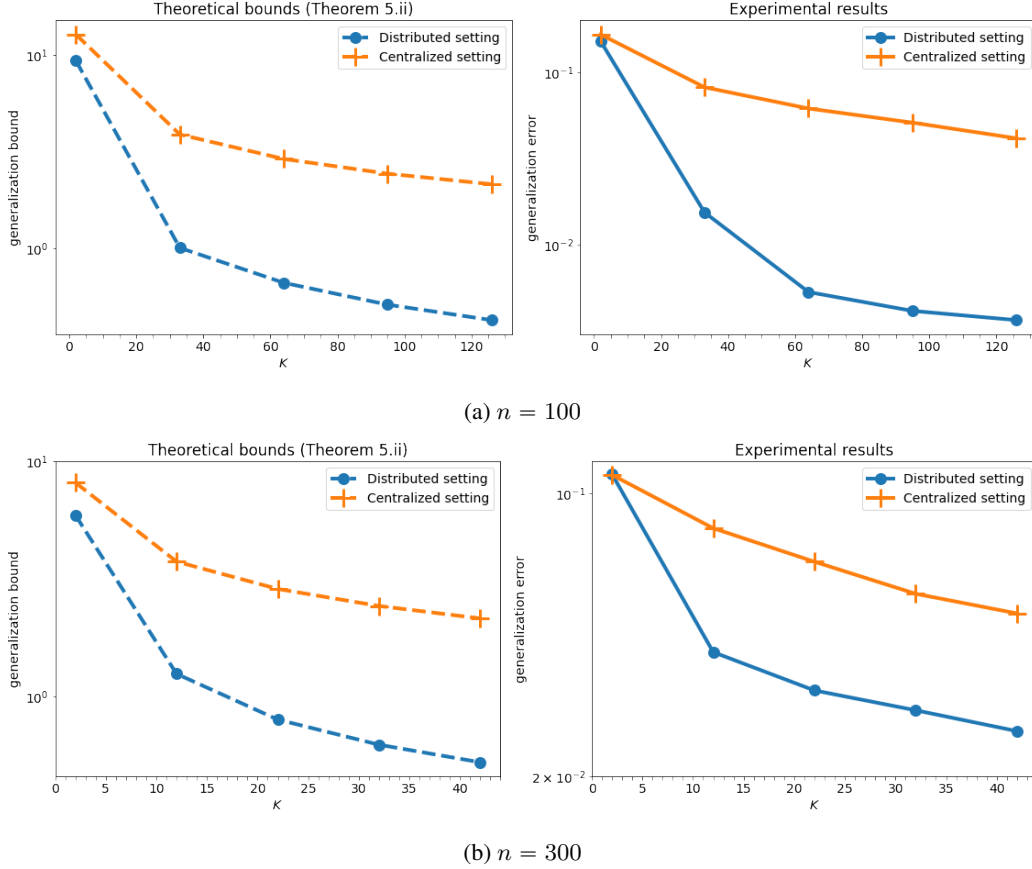 Theoretical bounds (Theorem 5.ii)
Distributed setting
Centralized setting
generalization bound
10^1
10^0
0 20 40 60 80 100 120
K
Experimental results
Distributed setting
Centralized setting
generalization error
10^-1
10^-2
0 20 40 60 80 100 120
K
(a) n = 100
Theoretical bounds (Theorem 5.ii)
Distributed setting
Centralized setting
generalization bound
10^1
10^0
0 5 10 15 20 25 30 35 40
K
Experimental results
Distributed setting
Centralized setting
generalization error
10^-1
2 × 10^-2
0 5 10 15 20 25 30 35 40
K
(b) n = 300